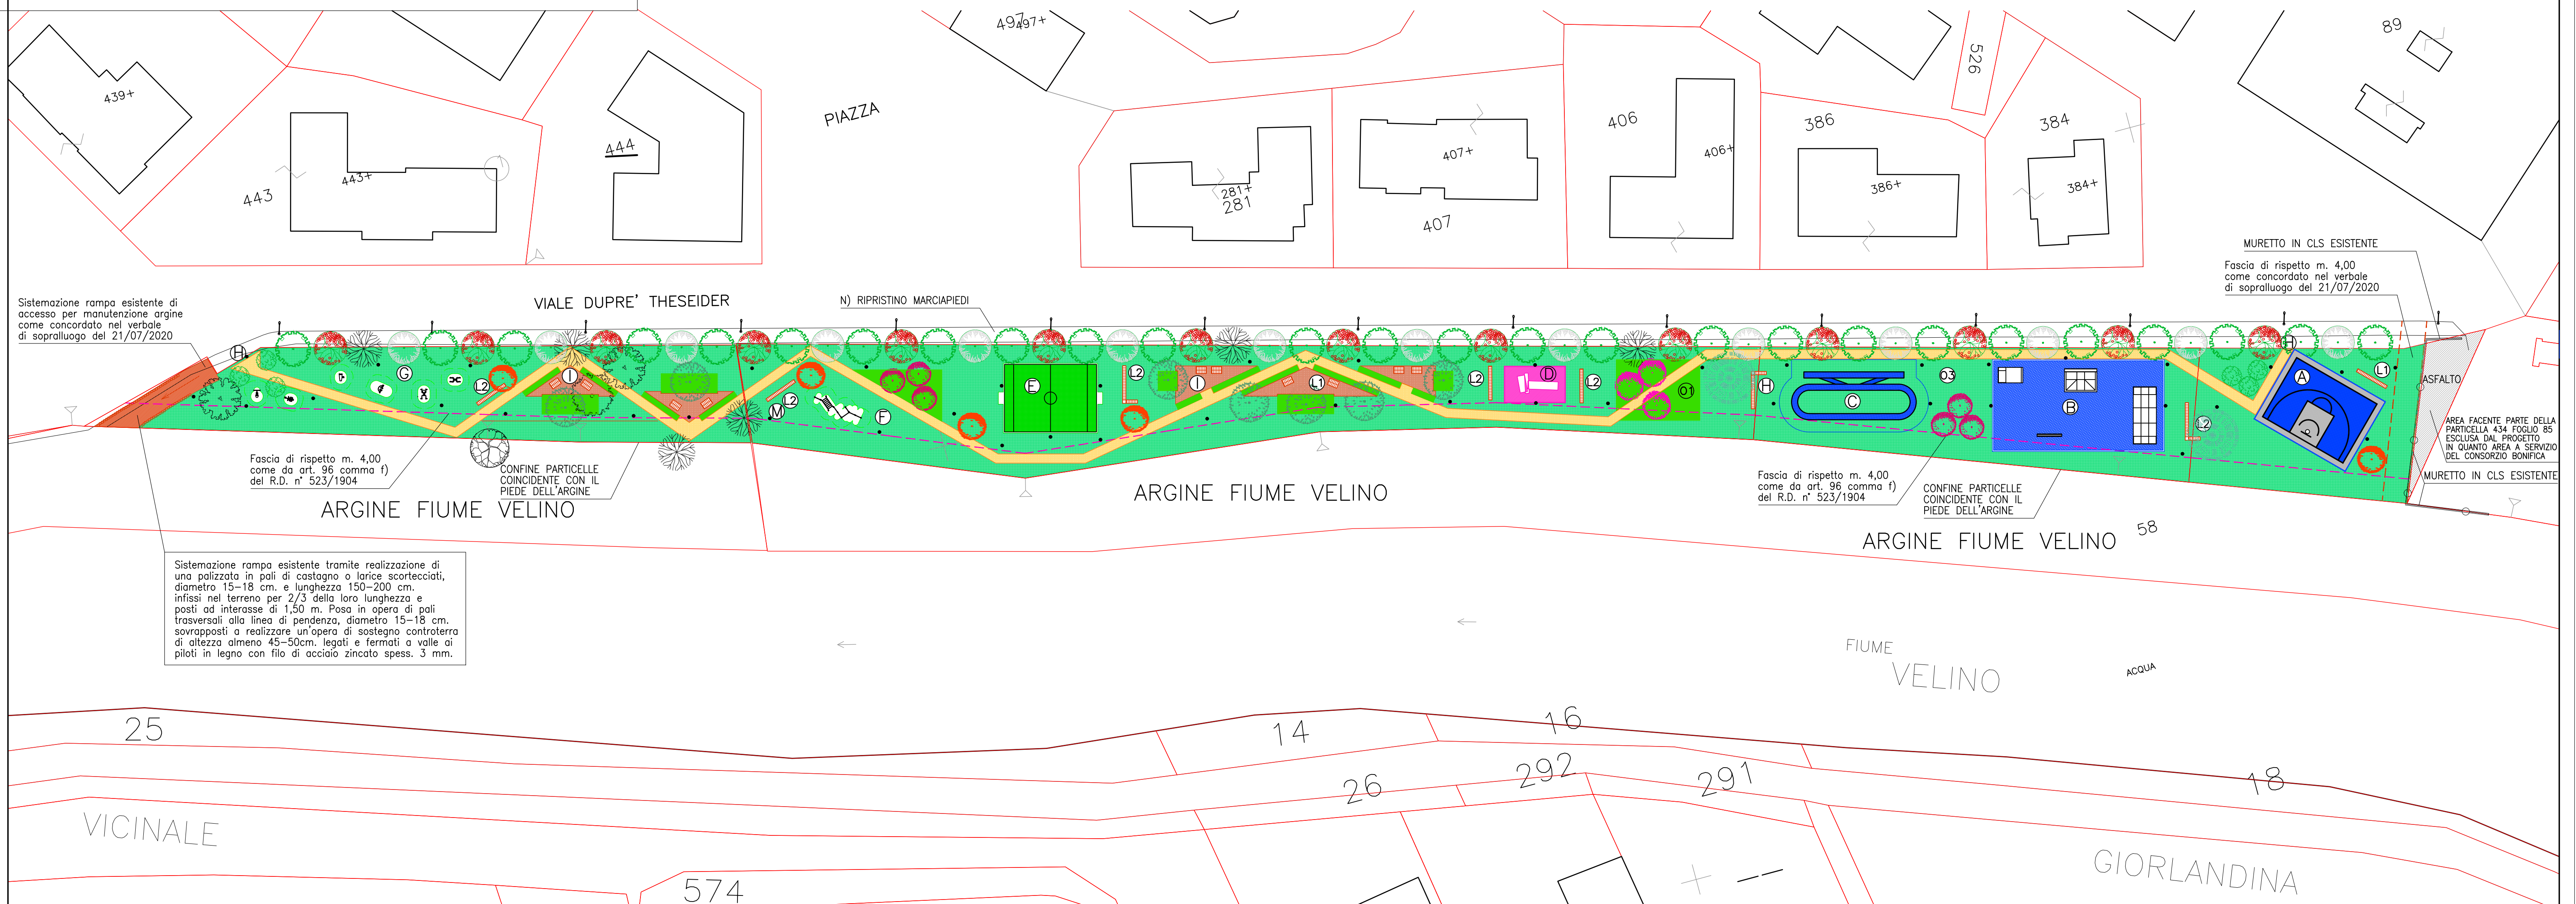 497
497+
89
526
439+
PIAZZA
444
443+
443
281+
281
407+
407
406
406+
386
386+
384
384+
MURETTO IN CLS ESISTENTE
Fascia di rispetto m. 4,00
come concordato nel verbale
di sopralluogo del 21/07/2020
Sistemazione rampa esistente di
accesso per manutenzione argine
come concordato nel verbale
di sopralluogo del 21/07/2020
VIALE DUPRE' THESEIDER
N) RIPRISTINO MARCIAPIEDI
H
G
L2
I
M
L2
F
E
L2
I
L1
L2
D
L2
O1
H
C
O3
B
L2
H
A
L1
ASFALTO
AREA FACENTE PARTE DELLA
PARTICELLA 434 FOGLIO 85
ESCLUSA DAL PROGETTO
IN QUANTO AREA A SERVIZIO
DEL CONSORZIO BONIFICA
MURETTO IN CLS ESISTENTE
Fascia di rispetto m. 4,00
come da art. 96 comma f)
del R.D. n° 523/1904
CONFINE PARTICELLE
COINCIDENTE CON IL
PIEDE DELL'ARGINE
ARGINE FIUME VELINO
ARGINE FIUME VELINO
Fascia di rispetto m. 4,00
come da art. 96 comma f)
del R.D. n° 523/1904
CONFINE PARTICELLE
COINCIDENTE CON IL
PIEDE DELL'ARGINE
ARGINE FIUME VELINO
58
Sistemazione rampa esistente tramite realizzazione di
una palizzata in pali di castagno o larice scortecciati,
diametro 15-18 cm. e lunghezza 150-200 cm.
infissi nel terreno per 2/3 della loro lunghezza e
posti ad interasse di 1,50 m. Posa in opera di pali
trasversali alla linea di pendenza, diametro 15-18 cm.
sovrapposti a realizzare un'opera di sostegno controterra
di altezza almeno 45-50cm. legati e fermati a valle ai
piloti in legno con filo di acciaio zincato spess. 3 mm.
FIUME
VELINO
ACQUA
25
14
16
18
26
292
291
VICINALE
574
GIORLANDINA